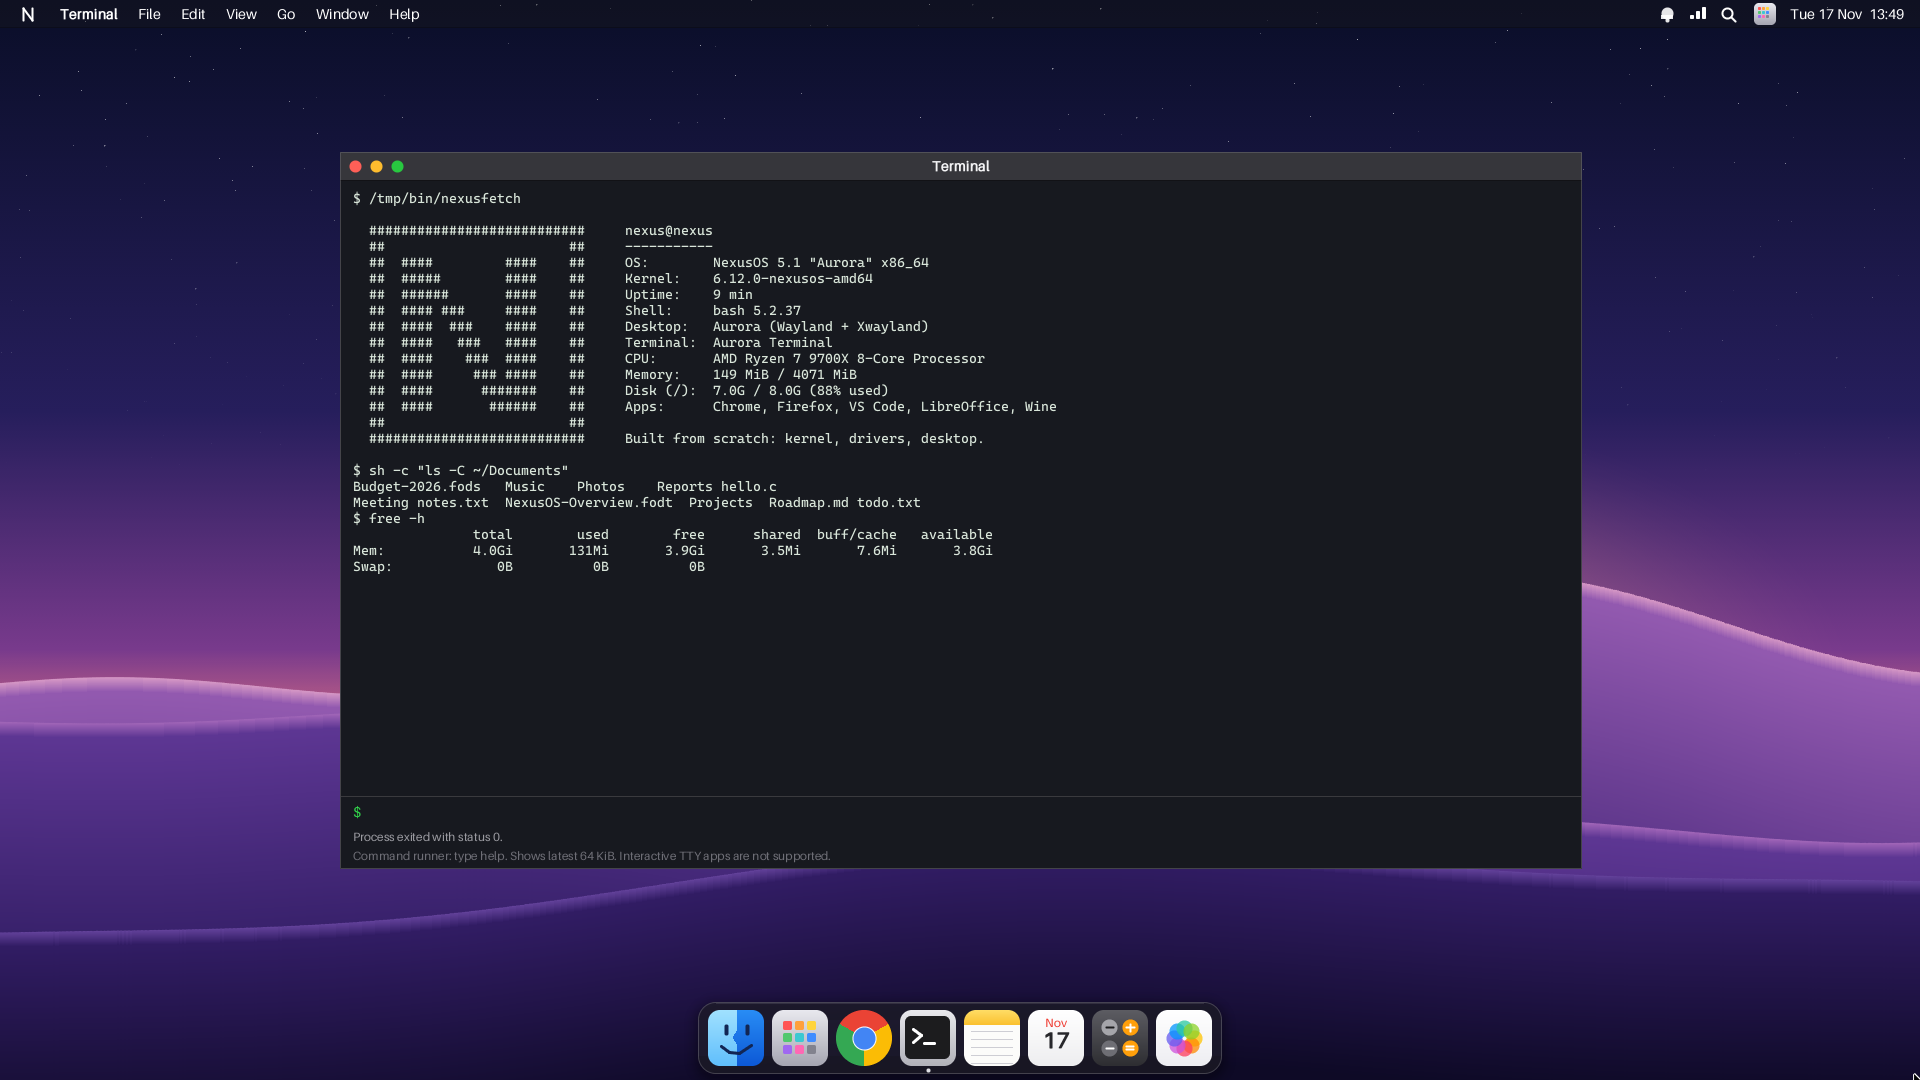 N Terminal File Edit View Go Window Help Tue 17 Nov 13:49
Terminal
$ /tmp/bin/nexusfetch
########################### nexus@nexus
## ## -----------
## #### #### ## OS: NexusOS 5.1 "Aurora" x86_64
## ##### #### ## Kernel: 6.12.0-nexusos-amd64
## ###### #### ## Uptime: 9 min
## #### ### #### ## Shell: bash 5.2.37
## #### ### #### ## Desktop: Aurora (Wayland + Xwayland)
## #### ### #### ## Terminal: Aurora Terminal
## #### ### #### ## CPU: AMD Ryzen 7 9700X 8-Core Processor
## #### ### #### ## Memory: 149 MiB / 4071 MiB
## #### ####### ## Disk (/): 7.0G / 8.0G (88% used)
## #### ###### ## Apps: Chrome, Firefox, VS Code, LibreOffice, Wine
## ##
########################### Built from scratch: kernel, drivers, desktop.
$ sh -c "ls -C ~/Documents"
Budget-2026.fods Music Photos Reports hello.c
Meeting notes.txt NexusOS-Overview.fodt Projects Roadmap.md todo.txt
$ free -h
total used free shared buff/cache available
Mem: 4.0Gi 131Mi 3.9Gi 3.5Mi 7.6Mi 3.8Gi
Swap: 0B 0B 0B
$
Process exited with status 0.
Command runner: type help. Shows latest 64 KiB. Interactive TTY apps are not supported.
Nov
17